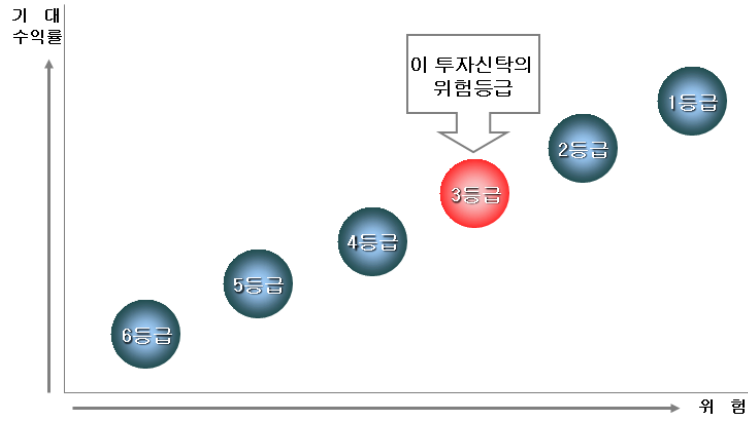 기 대
수익률
이 투자신탁의
위험등급
1등급
2등급
3등급
4등급
5등급
6등급
위 험